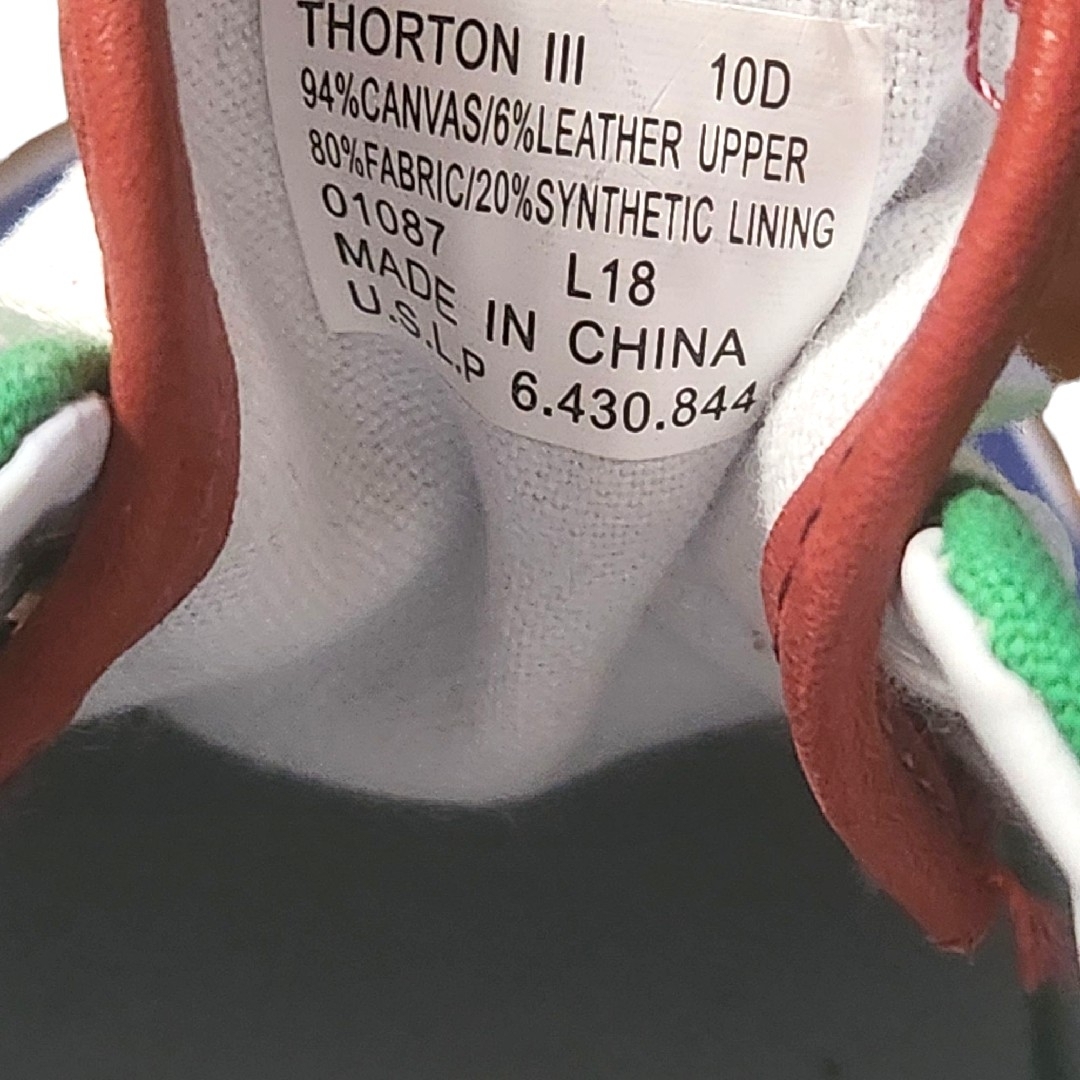 THORTON III 10D
94%CANVAS/6%LEATHER UPPER
80%FABRIC/20%SYNTHETIC LINING
01087 L18
MADE IN CHINA
U.S.L.P 6.430.844